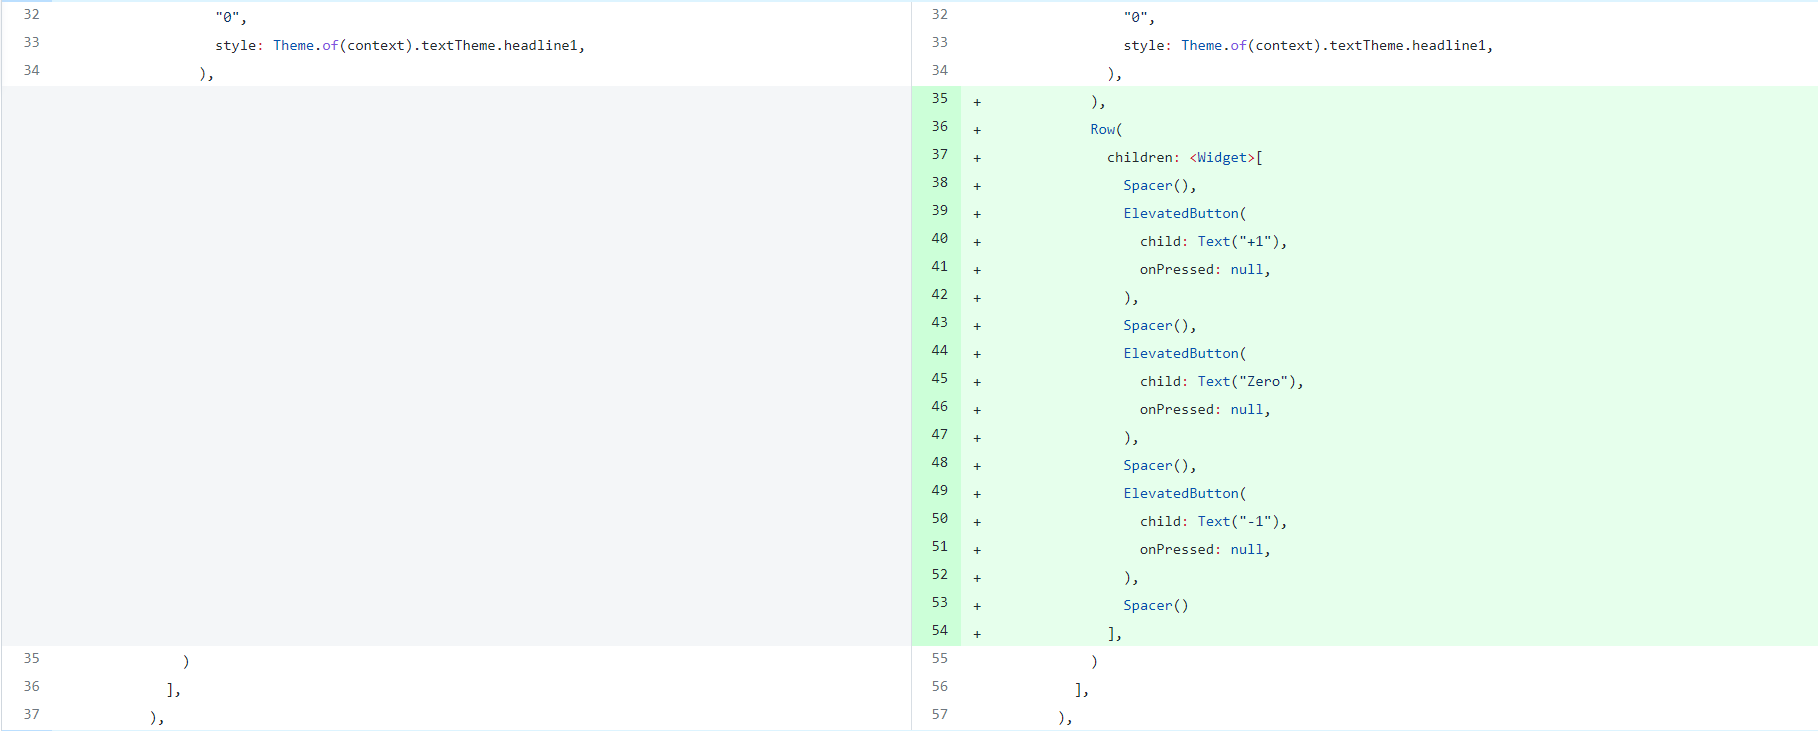 32 "0",
33 style: Theme.of(context).textTheme.headline1,
34 ),
35 )
36 ],
37 ),
32 "0",
33 style: Theme.of(context).textTheme.headline1,
34 ),
35 + ),
36 + Row(
37 + children: <Widget>[
38 + Spacer(),
39 + ElevatedButton(
40 + child: Text("+1"),
41 + onPressed: null,
42 + ),
43 + Spacer(),
44 + ElevatedButton(
45 + child: Text("Zero"),
46 + onPressed: null,
47 + ),
48 + Spacer(),
49 + ElevatedButton(
50 + child: Text("-1"),
51 + onPressed: null,
52 + ),
53 + Spacer()
54 + ],
55 )
56 ],
57 ),